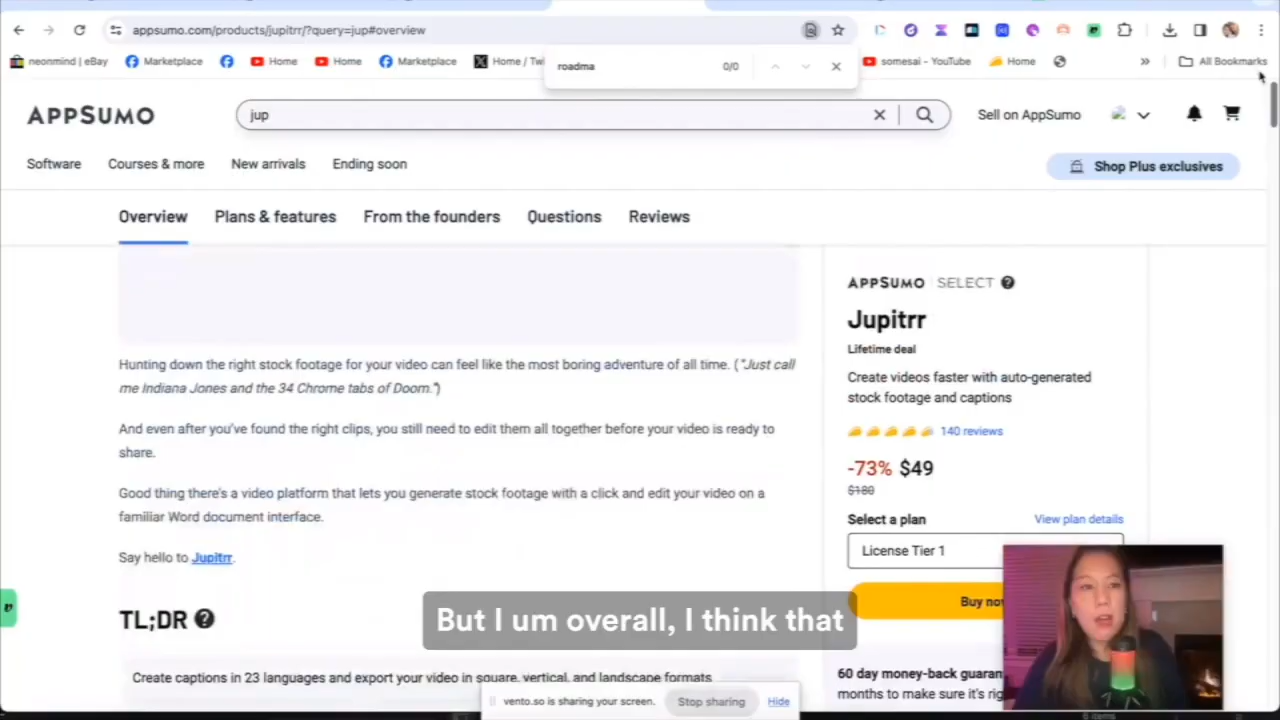 appsumo.com/products/jupitrr/?query=jup#overview
neonmind | eBay
Marketplace
Home
Home
Marketplace
Home / Twi
roadma
0/0
somesai - YouTube
Home
»
All Bookmarks
APPSUMO
jup
Sell on AppSumo
Software
Courses & more
New arrivals
Ending soon
Shop Plus exclusives
Overview
Plans & features
From the founders
Questions
Reviews
Hunting down the right stock footage for your video can feel like the most boring adventure of all time. ("Just call
me Indiana Jones and the 34 Chrome tabs of Doom.")
And even after you've found the right clips, you still need to edit them all together before your video is ready to
share.
Good thing there's a video platform that lets you generate stock footage with a click and edit your video on a
familiar Word document interface.
Say hello to Jupitrr.
TL;DR
Create captions in 23 languages and export your video in square, vertical, and landscape formats
APPSUMO | SELECT
Jupitrr
Lifetime deal
Create videos faster with auto-generated
stock footage and captions
140 reviews
-73% $49
$180
Select a plan
View plan details
License Tier 1
Buy now
60 day money-back guaran
months to make sure it's rig
But I um overall, I think that
vento.so is sharing your screen.
Stop sharing
Hide